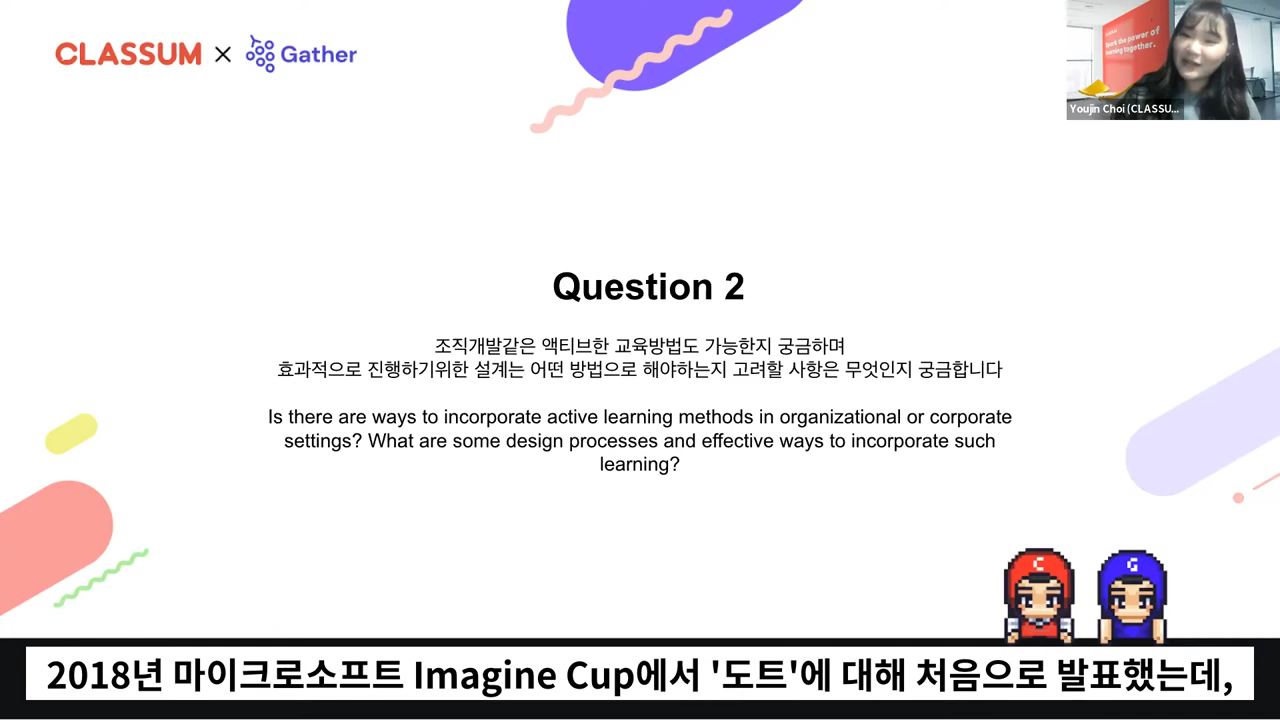 CLASSUM × Gather
Spark the power of
learning together.
Youjin Choi (CLASSU...
Question 2
조직개발같은 액티브한 교육방법도 가능한지 궁금하며
효과적으로 진행하기위한 설계는 어떤 방법으로 해야하는지 고려할 사항은 무엇인지 궁금합니다
Is there are ways to incorporate active learning methods in organizational or corporate
settings? What are some design processes and effective ways to incorporate such
learning?
C
G
2018년 마이크로소프트 Imagine Cup에서 '도트'에 대해 처음으로 발표했는데,